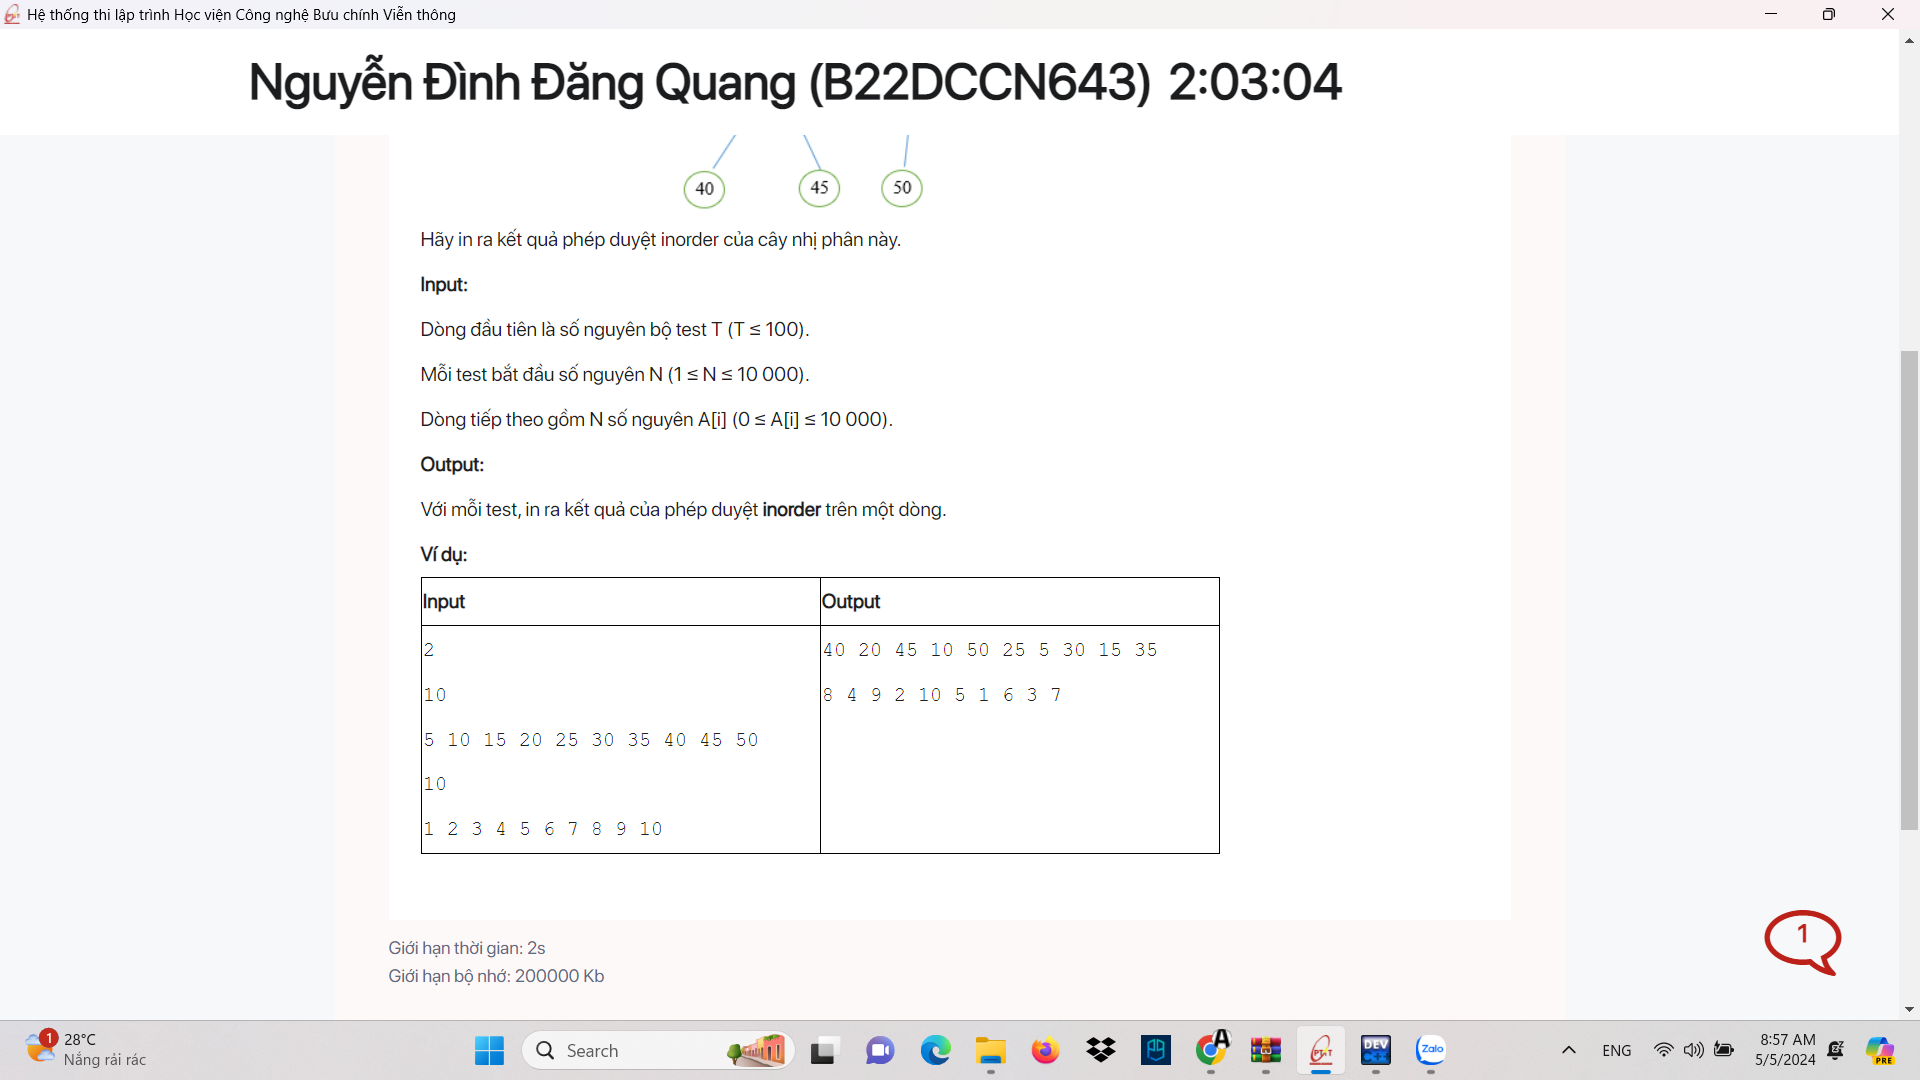 Hệ thống thi lập trình Học viện Công nghệ Bưu chính Viễn thông
Nguyễn Đình Đăng Quang (B22DCCN643) 2:03:04
40 45 50
Hãy in ra kết quả phép duyệt inorder của cây nhị phân này.
Input:
Dòng đầu tiên là số nguyên bộ test T (T ≤ 100).
Mỗi test bắt đầu số nguyên N (1 ≤ N ≤ 10 000).
Dòng tiếp theo gồm N số nguyên A[i] (0 ≤ A[i] ≤ 10 000).
Output:
Với mỗi test, in ra kết quả của phép duyệt inorder trên một dòng.
Ví dụ:
Input Output
2
10
5 10 15 20 25 30 35 40 45 50
10
1 2 3 4 5 6 7 8 9 10
40 20 45 10 50 25 5 30 15 35
8 4 9 2 10 5 1 6 3 7
1
Giới hạn thời gian: 2s
Giới hạn bộ nhớ: 200000 Kb
1
28°C
Nắng rải rác
Search
A
PTIT
DEV
C++
Zalo
ENG
8:57 AM
5/5/2024
PRE